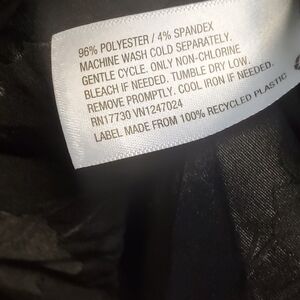 96% POLYESTER / 4% SPANDEX
MACHINE WASH COLD SEPARATELY.
GENTLE CYCLE. ONLY NON-CHLORINE
BLEACH IF NEEDED. TUMBLE DRY LOW.
REMOVE PROMPTLY. COOL IRON IF NEEDED.
RN17730 VN1247024
LABEL MADE FROM 100% RECYCLED PLASTIC